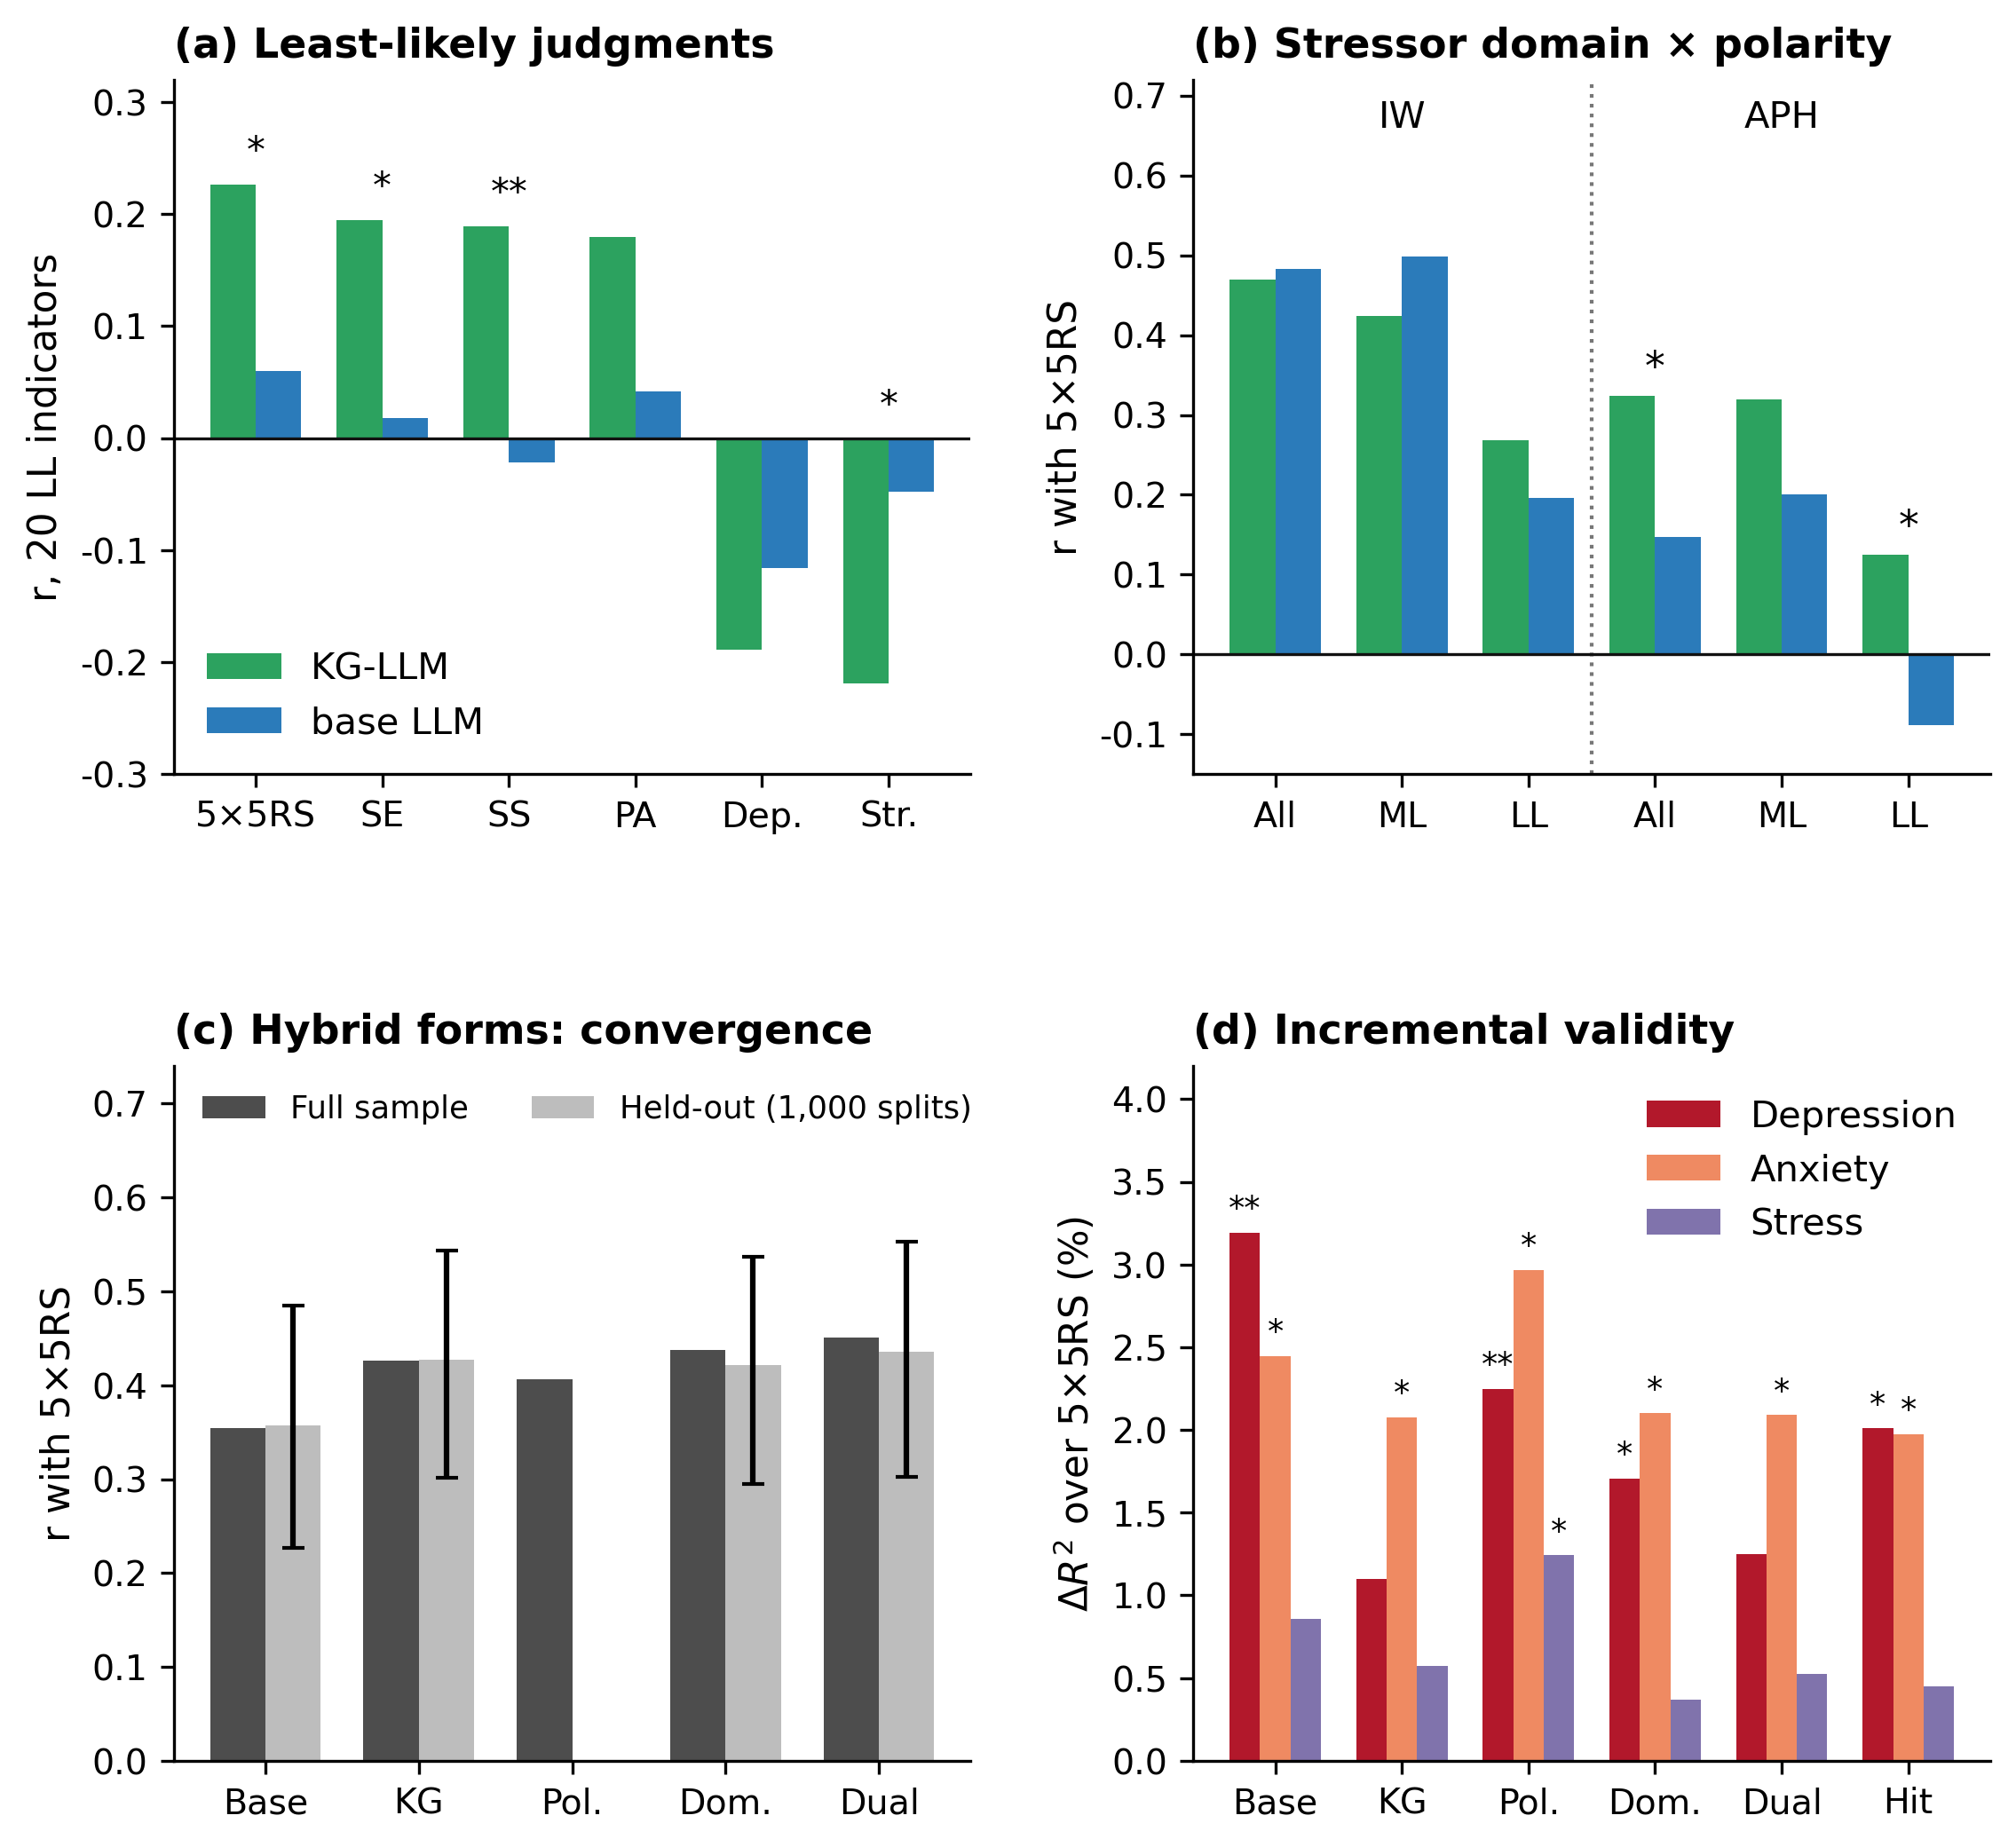 (a) Least-likely judgments
r, 20 LL indicators
0.3
0.2
0.1
0.0
-0.1
-0.2
-0.3
*
*
**
*
KG-LLM
base LLM
5×5RS SE SS PA Dep. Str.
(b) Stressor domain × polarity
r with 5×5RS
0.7
0.6
0.5
0.4
0.3
0.2
0.1
0.0
-0.1
IW APH
*
*
All ML LL All ML LL
(c) Hybrid forms: convergence
r with 5×5RS
0.7
0.6
0.5
0.4
0.3
0.2
0.1
0.0
Full sample Held-out (1,000 splits)
Base KG Pol. Dom. Dual
(d) Incremental validity
ΔR² over 5×5RS (%)
4.0
3.5
3.0
2.5
2.0
1.5
1.0
0.5
0.0
Depression
Anxiety
Stress
**
*
*
**
*
*
*
*
*
*
*
Base KG Pol. Dom. Dual Hit